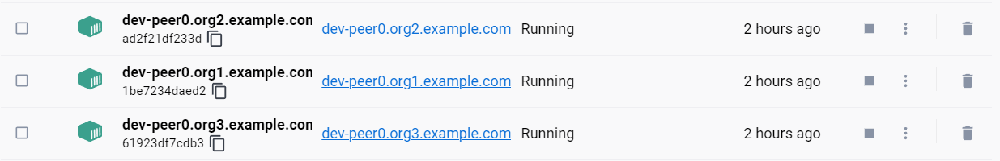 dev-peer0.org2.example.con
ad2f21df233d
dev-peer0.org2.example.com Running 2 hours ago
dev-peer0.org1.example.con
1be7234daed2
dev-peer0.org1.example.com Running 2 hours ago
dev-peer0.org3.example.con
61923df7cdb3
dev-peer0.org3.example.com Running 2 hours ago